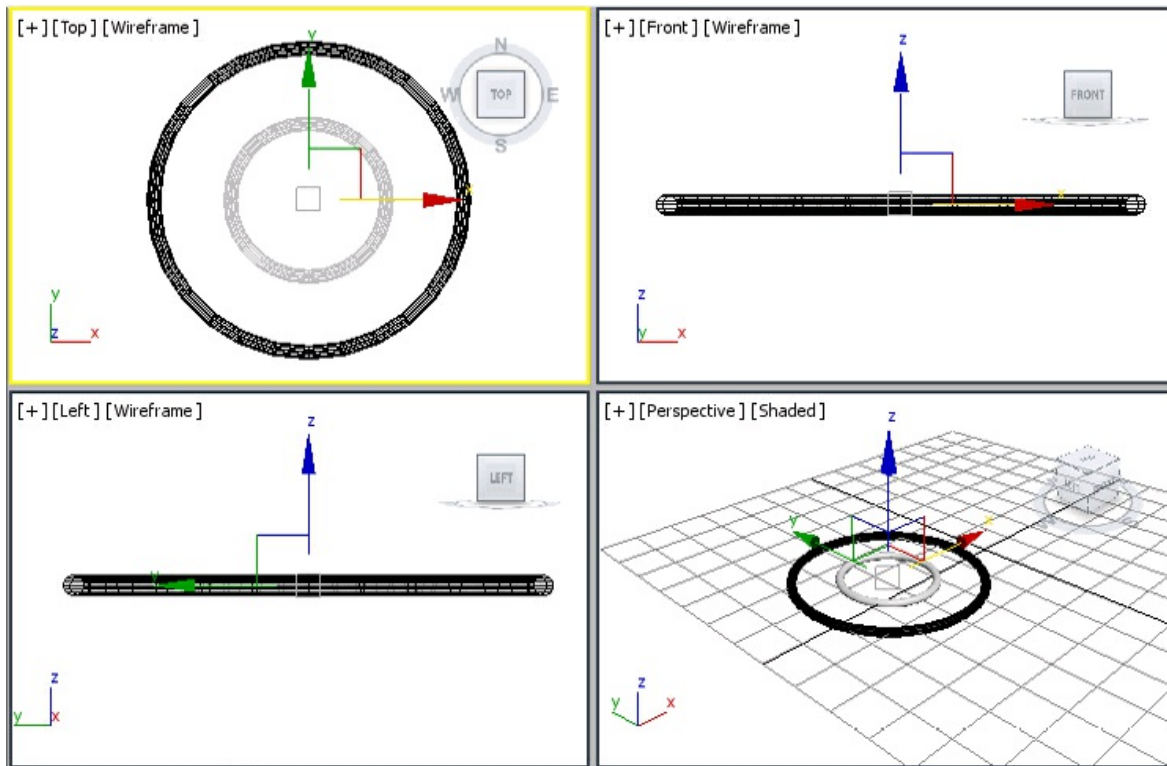 [+] [Top] [Wireframe]
y
N
W
TOP
E
S
x
y
z
x
[+] [Front] [Wireframe]
z
FRONT
x
z
y
x
[+] [Left] [Wireframe]
z
LEFT
y
z
y
x
[+] [Perspective] [Shaded]
z
y
x
z
y
x